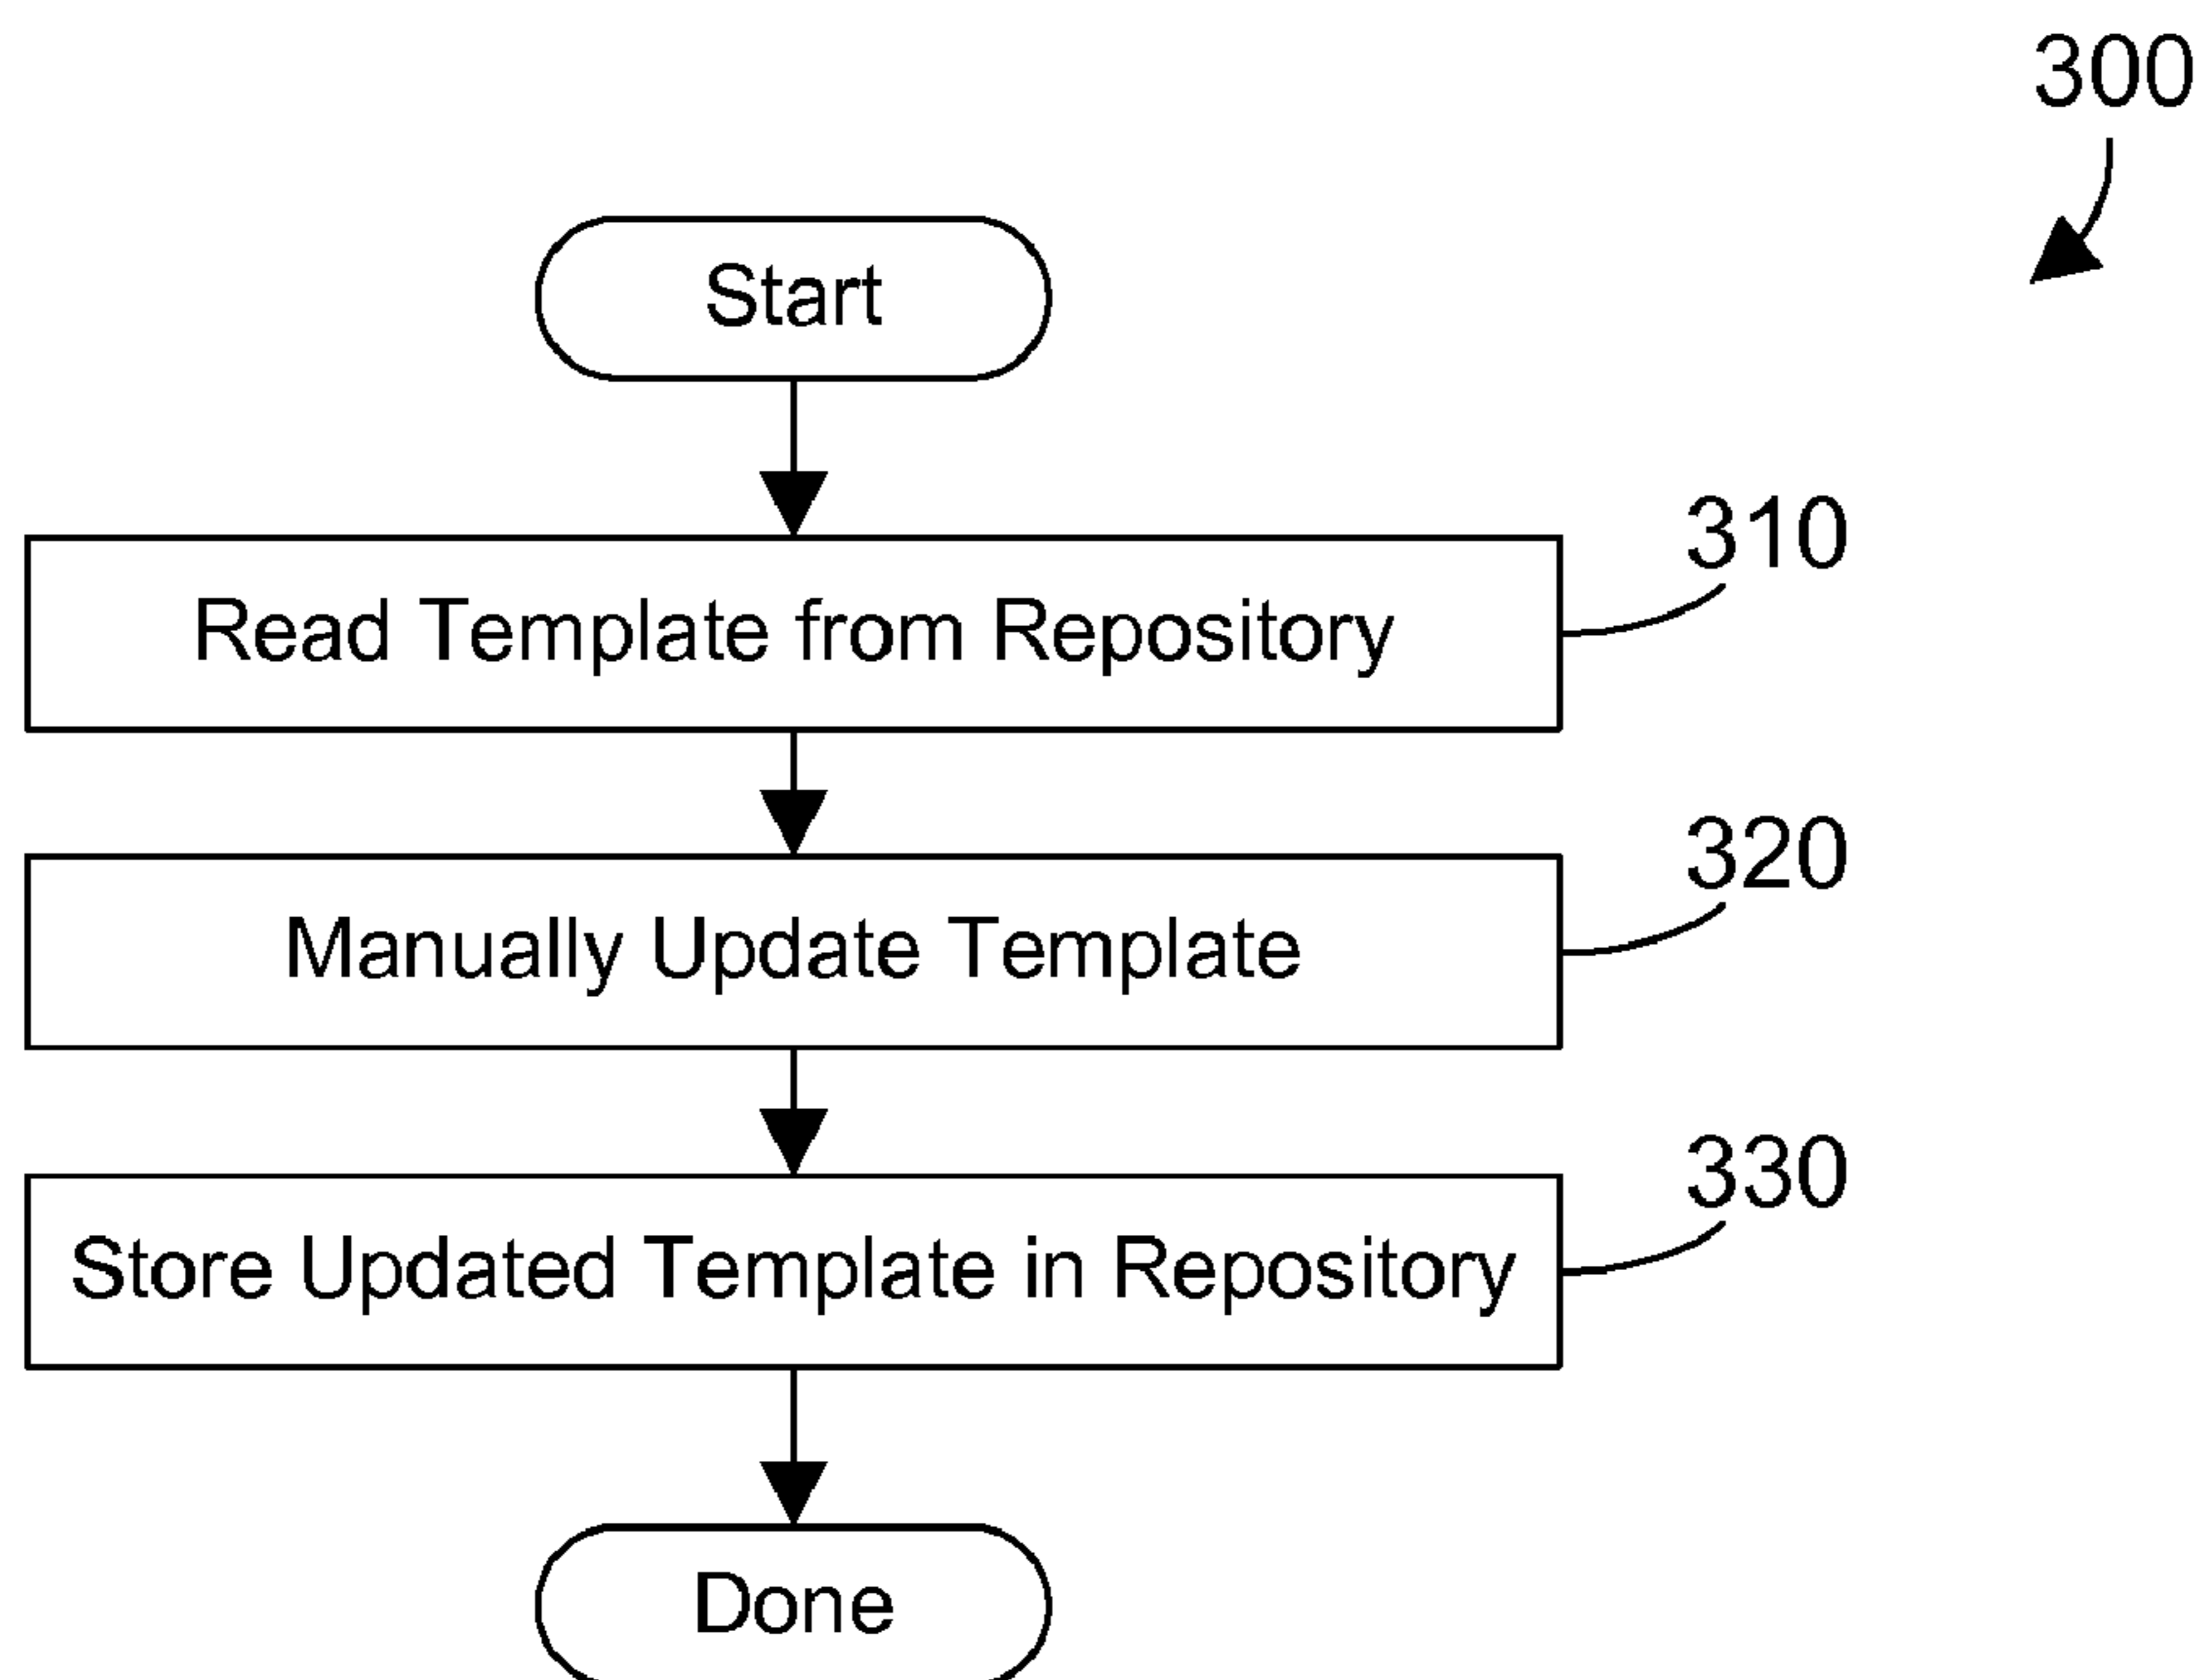 300
Start
310
Read Template from Repository
320
Manually Update Template
330
Store Updated Template in Repository
Done